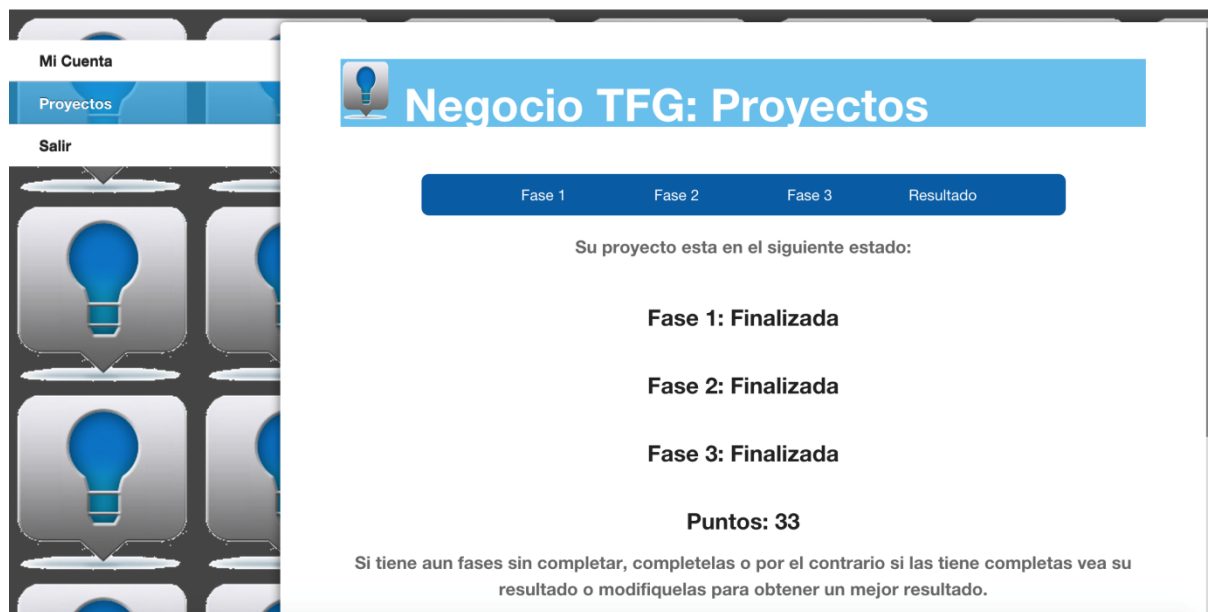 Mi Cuenta
Proyectos
Salir
Negocio TFG: Proyectos
Fase 1 Fase 2 Fase 3 Resultado
Su proyecto esta en el siguiente estado:
Fase 1: Finalizada
Fase 2: Finalizada
Fase 3: Finalizada
Puntos: 33
Si tiene aun fases sin completar, completelas o por el contrario si las tiene completas vea su
resultado o modifiquelas para obtener un mejor resultado.